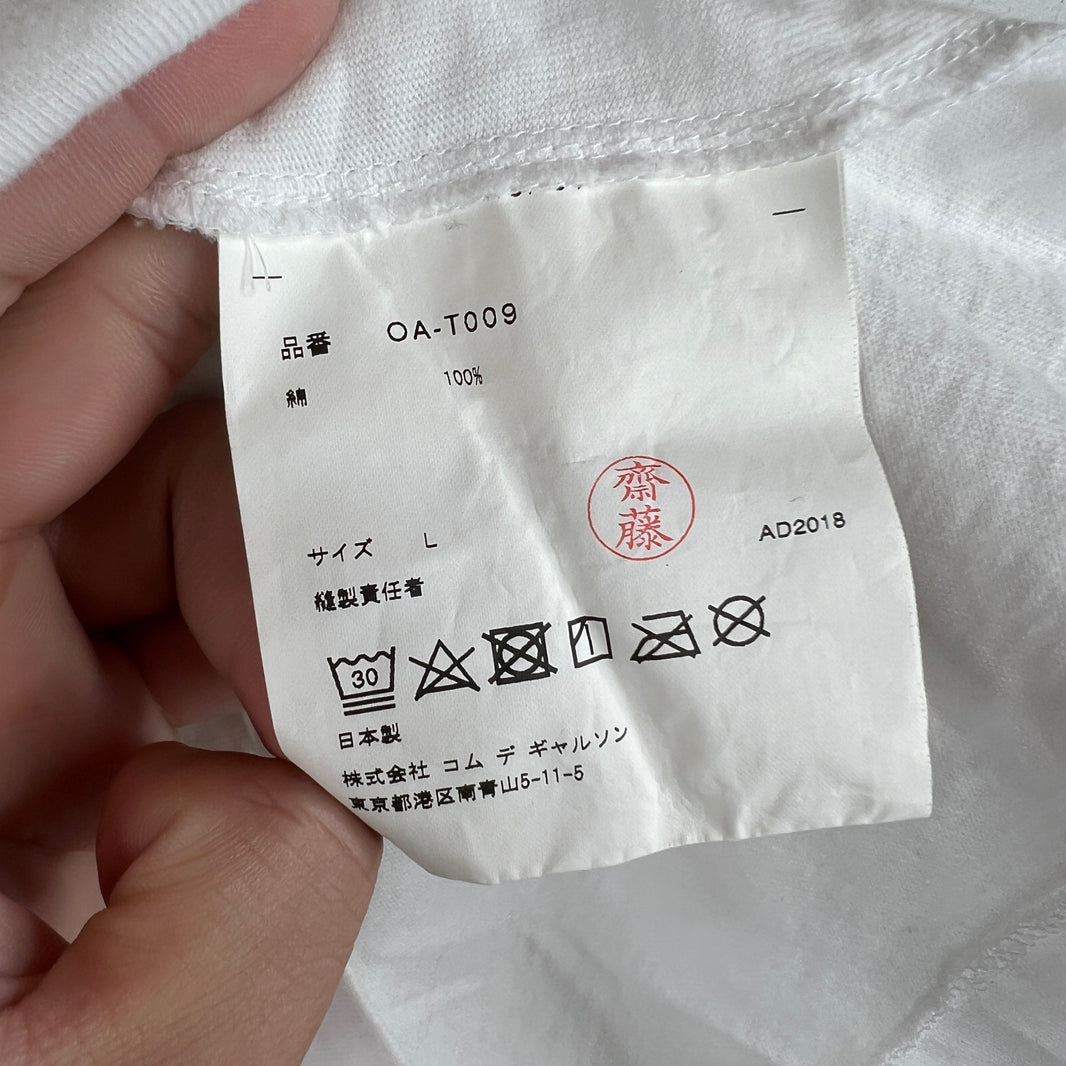 品番 OA-T009
綿 100%
齋藤
サイズ L
AD2018
縫製責任者
30
日本製
株式会社 コム デ ギャルソン
東京都港区南青山5-11-5